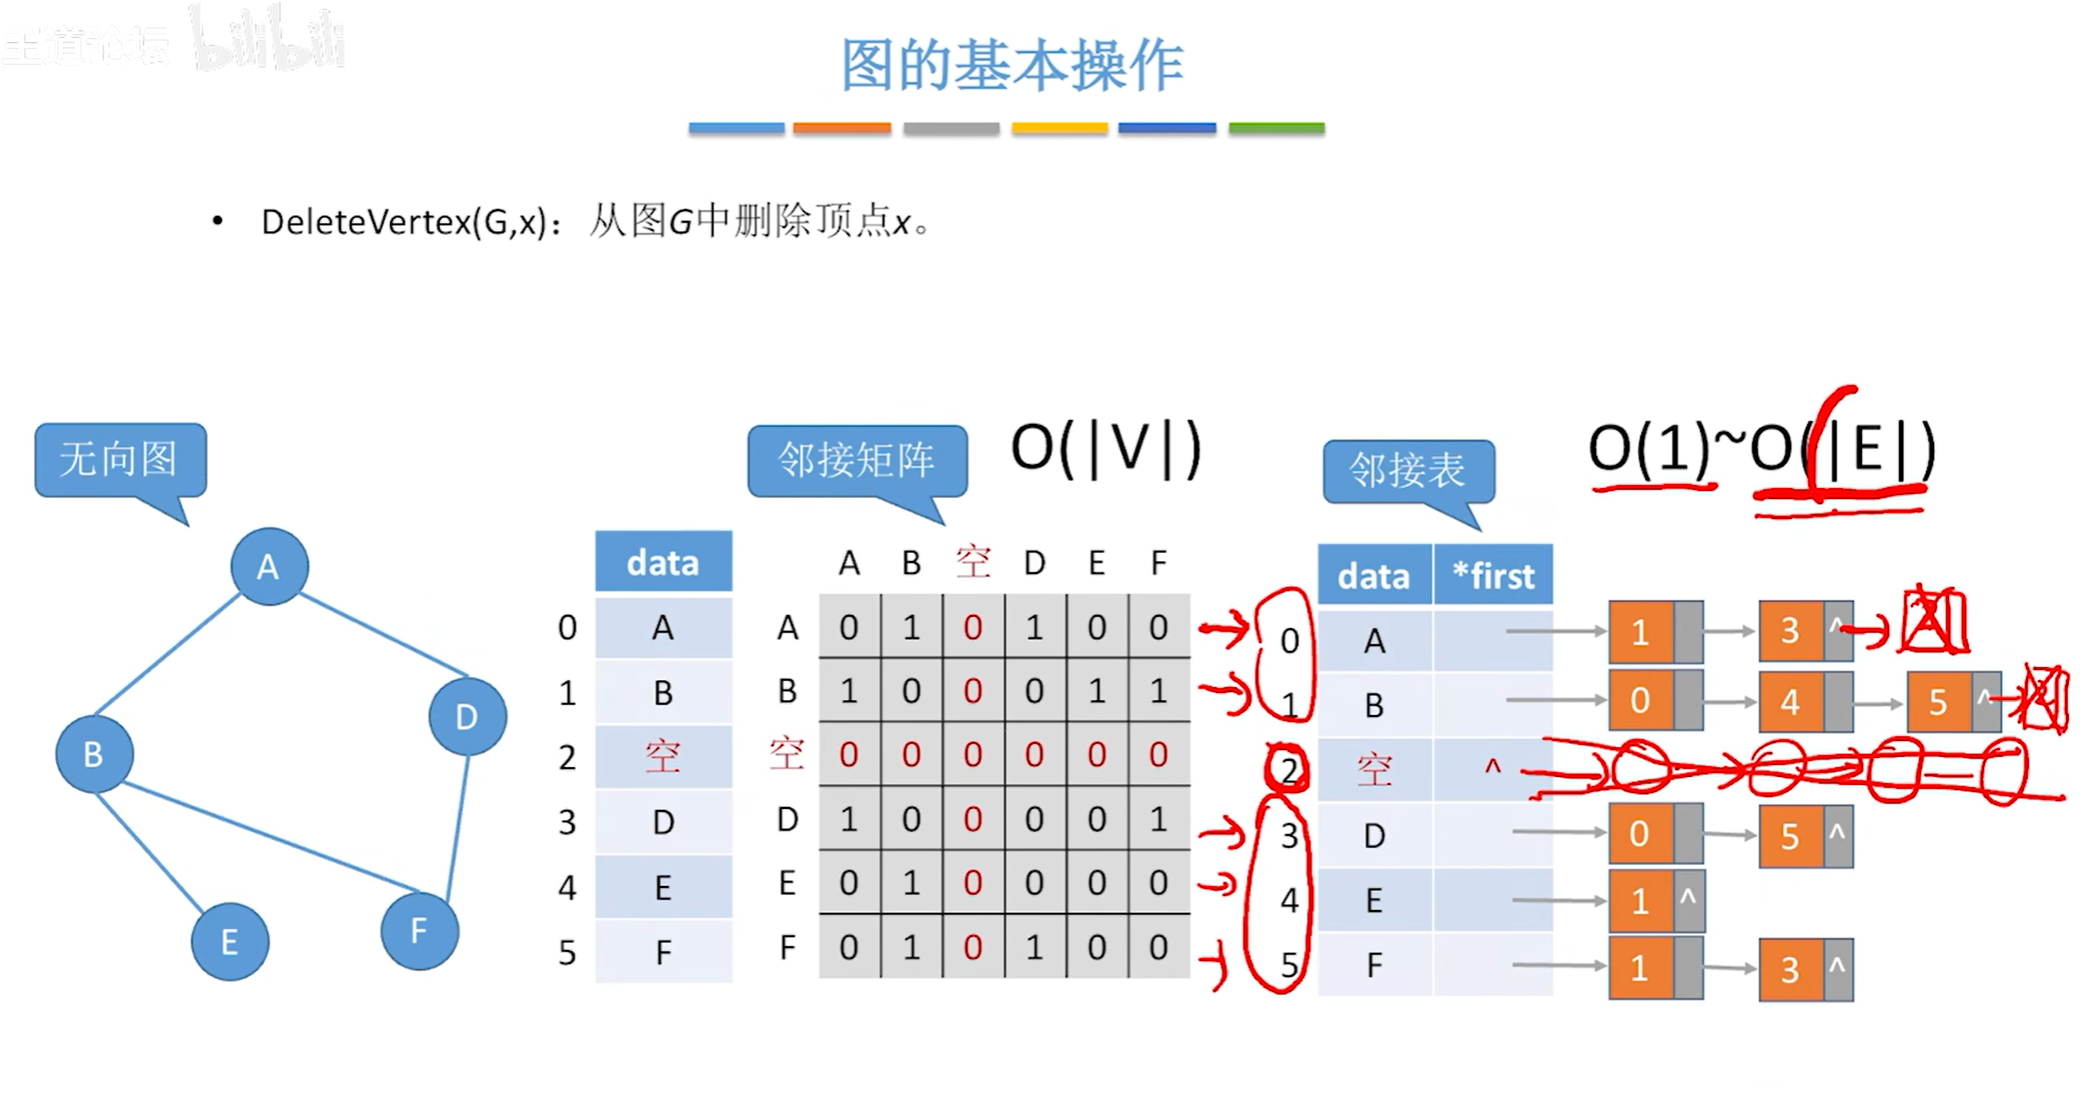 王道论坛 bilibili
图的基本操作
• DeleteVertex(G,x)：从图G中删除顶点x。
无向图
邻接矩阵 O(|V|)
邻接表 O(1)~O(|E|)
A
B
D
E
F
data
0 A
1 B
2 空
3 D
4 E
5 F
A B 空 D E F
A 0 1 0 1 0 0
B 1 0 0 0 1 1
空 0 0 0 0 0 0
D 1 0 0 0 0 1
E 0 1 0 0 0 0
F 0 1 0 1 0 0
data *first
0 A 1 3 ^
1 B 0 4 5 ^
2 空 ^
3 D 0 5 ^
4 E 1 ^
5 F 1 3 ^